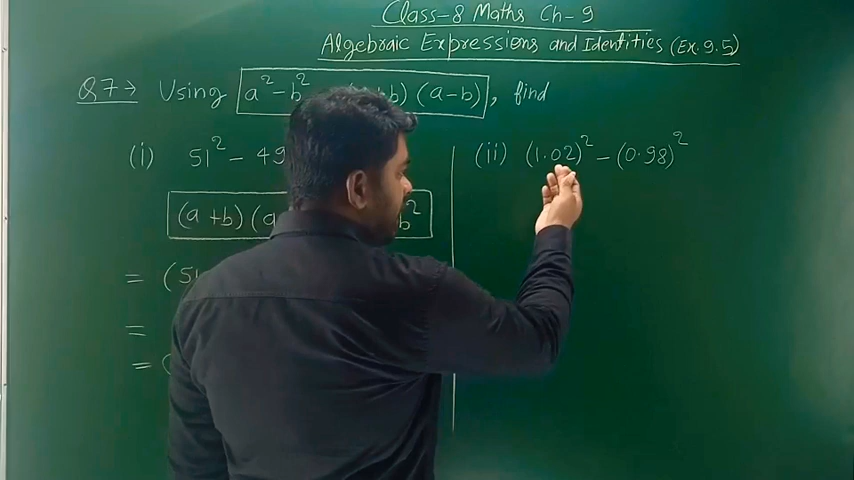 Class-8 Maths Ch-9
Algebraic Expressions and Identities (Ex.9.5)
Q7→ Using a² - b² (a-b), find
(i) 51² - 49
(ii) (1.02)² - (0.98)²
(a+b) (a b²
= (51
=
= (